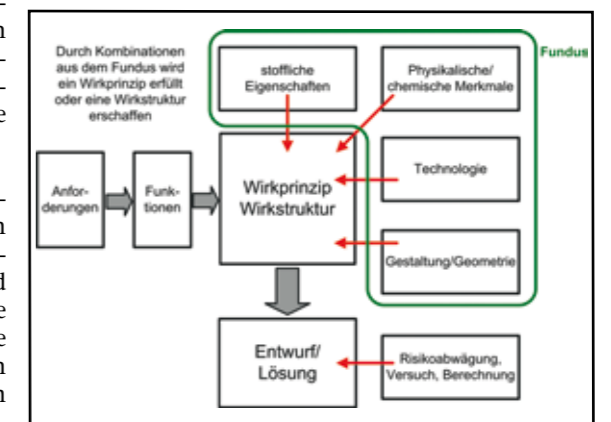 Durch Kombinationen
aus dem Fundus wird
ein Wirkprinzip erfüllt
oder eine Wirkstruktur
erschaffen
stoffliche
Eigenschaften
Physikalische/
chemische Merkmale
Fundus
Technologie
Anfor-
derungen
Funk-
tionen
Wirkprinzip
Wirkstruktur
Gestaltung/Geometrie
Entwurf/
Lösung
Risikoabwägung,
Versuch, Berechnung